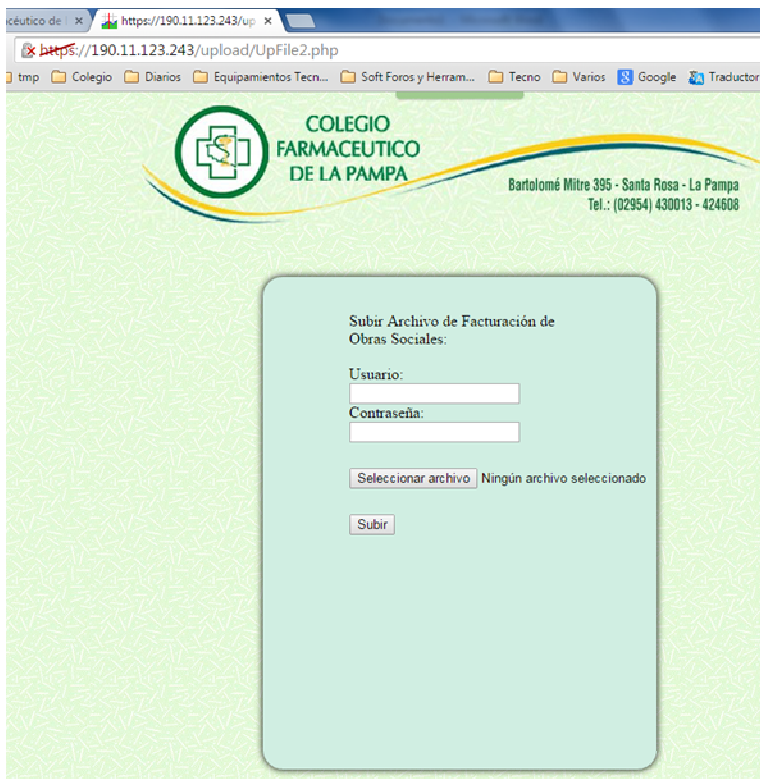 céutico de l
https://190.11.123.243/up
https://190.11.123.243/upload/UpFile2.php
tmp Colegio Diarios Equipamientos Tecn... Soft Foros y Herram... Tecno Varios Google Traductor
COLEGIO
FARMACEUTICO
DE LA PAMPA
Bartolomé Mitre 395 - Santa Rosa - La Pampa
Tel.: (02954) 430013 - 424608
Subir Archivo de Facturación de
Obras Sociales:
Usuario:
Contraseña:
Seleccionar archivo Ningún archivo seleccionado
Subir